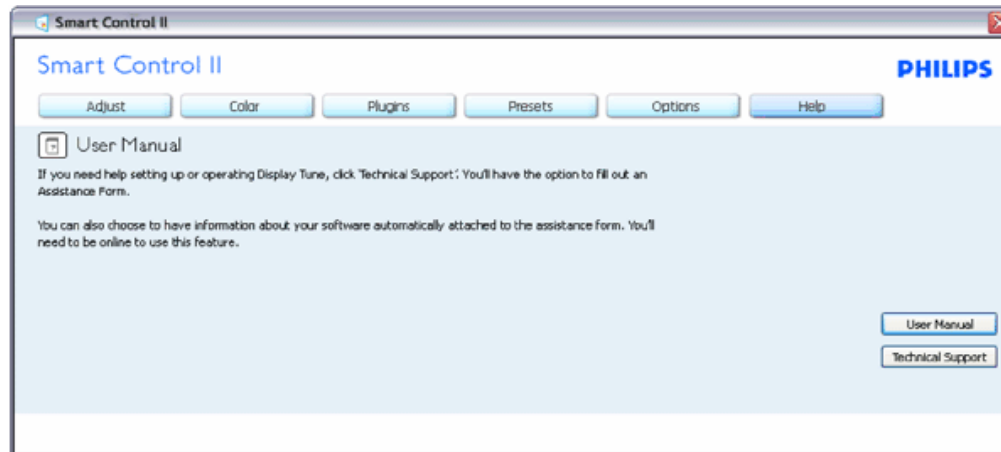 Smart Control II
Smart Control II
PHILIPS
Adjust
Color
Plugins
Presets
Options
Help
User Manual
If you need help setting up or operating Display Tune, click 'Technical Support'. You'll have the option to fill out an
Assistance Form.
You can also choose to have information about your software automatically attached to the assistance form. You'll
need to be online to use this feature.
User Manual
Technical Support